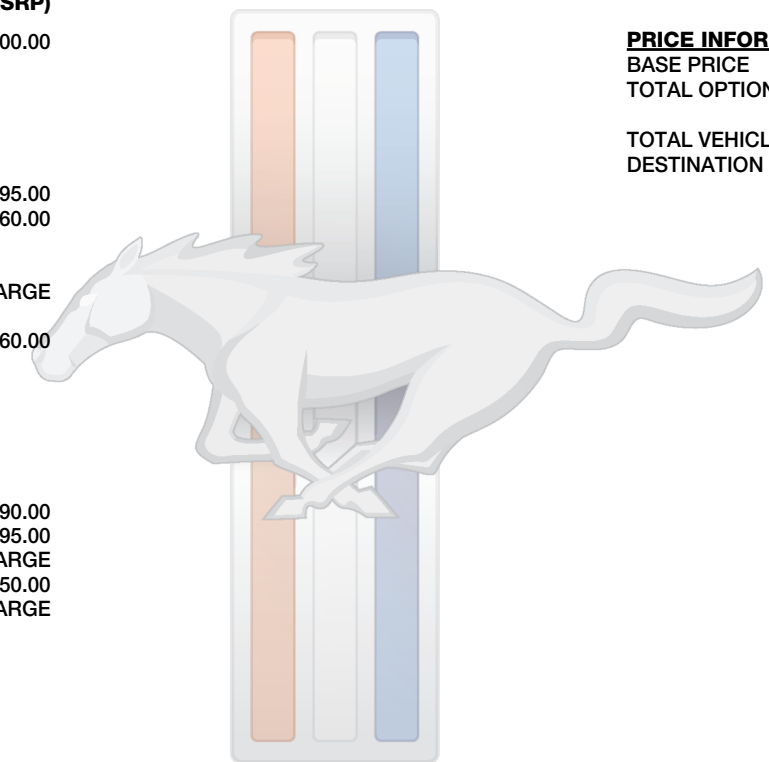 SRP)
00.00
95.00
60.00
ARGE
60.00
90.00
95.00
ARGE
50.00
ARGE
PRICE INFOR
BASE PRICE
TOTAL OPTION
TOTAL VEHICL
DESTINATION